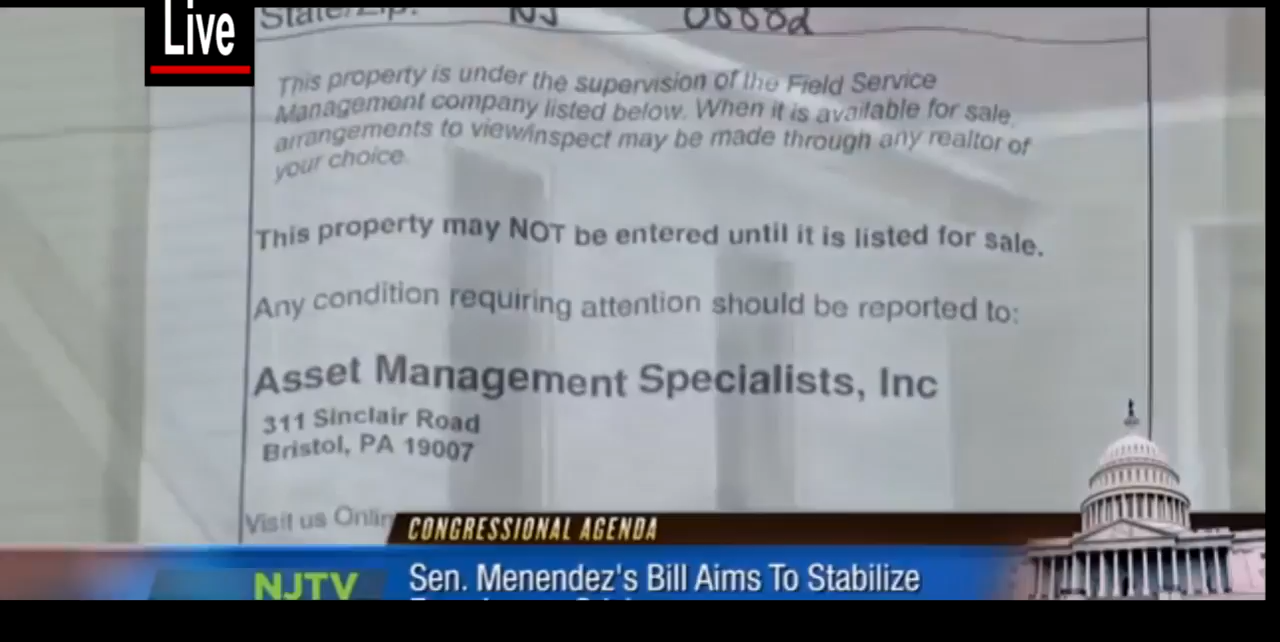 Live
State/Zip: NJ
This property is under the supervision of the Field Service
Management company listed below. When it is available for sale,
arrangements to view/inspect may be made through any realtor of
your choice.
This property may NOT be entered until it is listed for sale.
Any condition requiring attention should be reported to:
Asset Management Specialists, Inc
311 Sinclair Road
Bristol, PA 19007
Visit us Onlin
CONGRESSIONAL AGENDA
NJTV
Sen. Menendez's Bill Aims To Stabilize